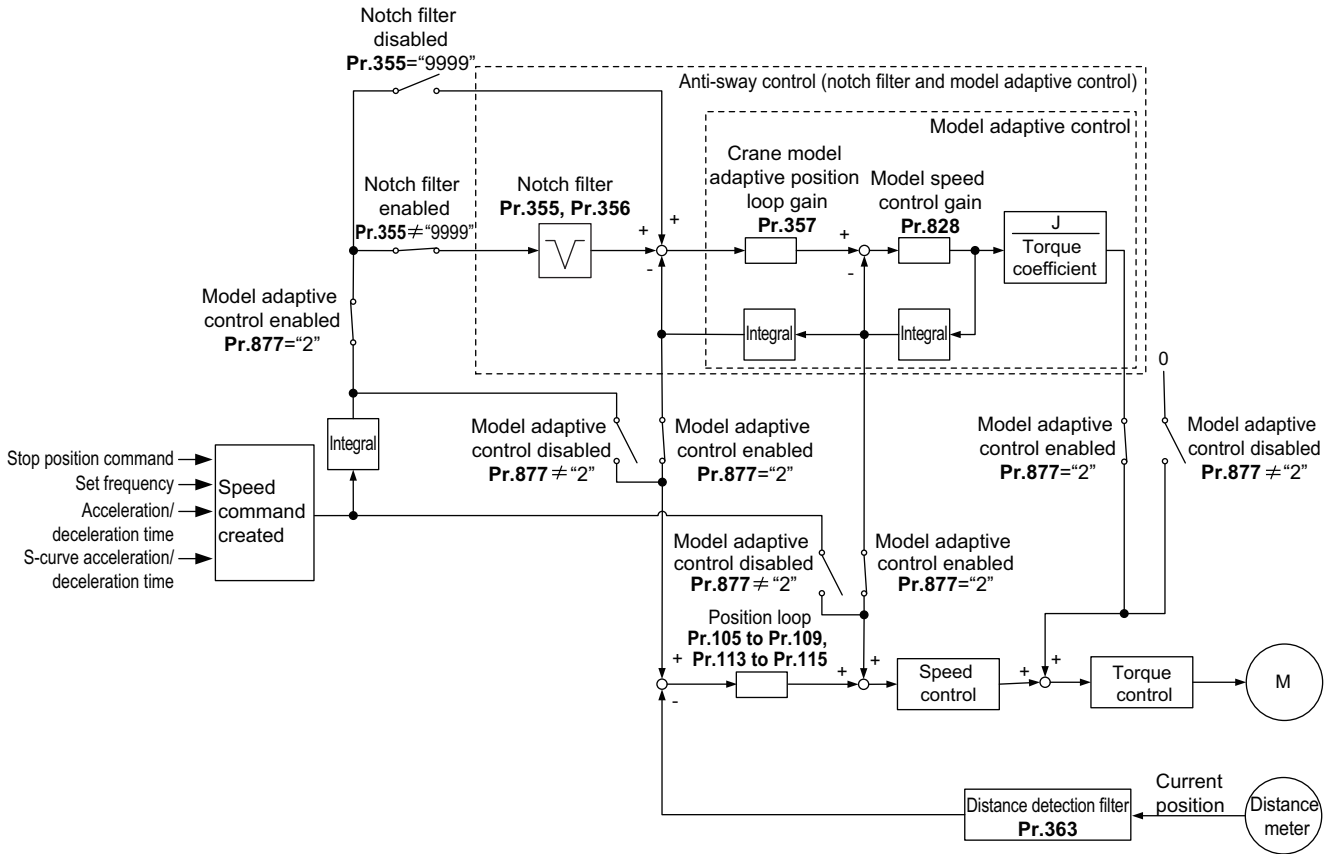 Notch filter
disabled
Pr.355=“9999”
Anti-sway control (notch filter and model adaptive control)
Model adaptive control
Notch filter
enabled
Pr.355≠“9999”
Notch filter
Pr.355, Pr.356
Crane model
adaptive position
loop gain
Pr.357
Model speed
control gain
Pr.828
J
Torque
coefficient
+
+
-
+
-
Integral
Integral
Model adaptive
control enabled
Pr.877=“2”
Integral
Model adaptive
control disabled
Pr.877≠“2”
Model adaptive
control enabled
Pr.877=“2”
Model adaptive
control enabled
Pr.877=“2”
0
Model adaptive
control disabled
Pr.877≠“2”
Stop position command
Set frequency
Acceleration/
deceleration time
S-curve acceleration/
deceleration time
Speed
command
created
Model adaptive
control disabled
Pr.877≠“2”
Model adaptive
control enabled
Pr.877=“2”
Position loop
Pr.105 to Pr.109,
Pr.113 to Pr.115
+
-
+
+
Speed
control
+
+
Torque
control
M
Distance detection filter
Pr.363
Current
position
Distance
meter